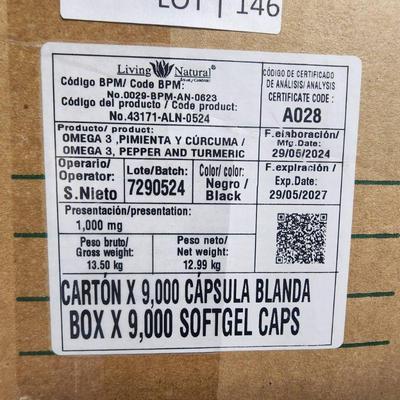 LOT | 146
Living Natural
Código BPM/ Code BPM:
No.0029-BPM-AN-0623
Código del producto / Code product:
No.43171-ALN-0524
CÓDIGO DE CERTIFICADO
DE ANÁLISIS/ ANALYSIS
CERTIFICATE CODE :
A028
Producto/ product:
OMEGA 3 ,PIMIENTA Y CÚRCUMA /
OMEGA 3, PEPPER AND TURMERIC
F.elaboración/
Mfg.Date:
29/05/2024
Operario/
Operator:
S.Nieto
Lote/Batch:
7290524
Color/ color:
Negro /
Black
F.expiración /
Exp.Date:
29/05/2027
Presentación/presentation:
1,000 mg
Peso bruto/
Gross weight:
13.50 kg
Peso neto/
Net weight:
12.99 kg
CARTÓN X 9,000 CÁPSULA BLANDA
BOX X 9,000 SOFTGEL CAPS